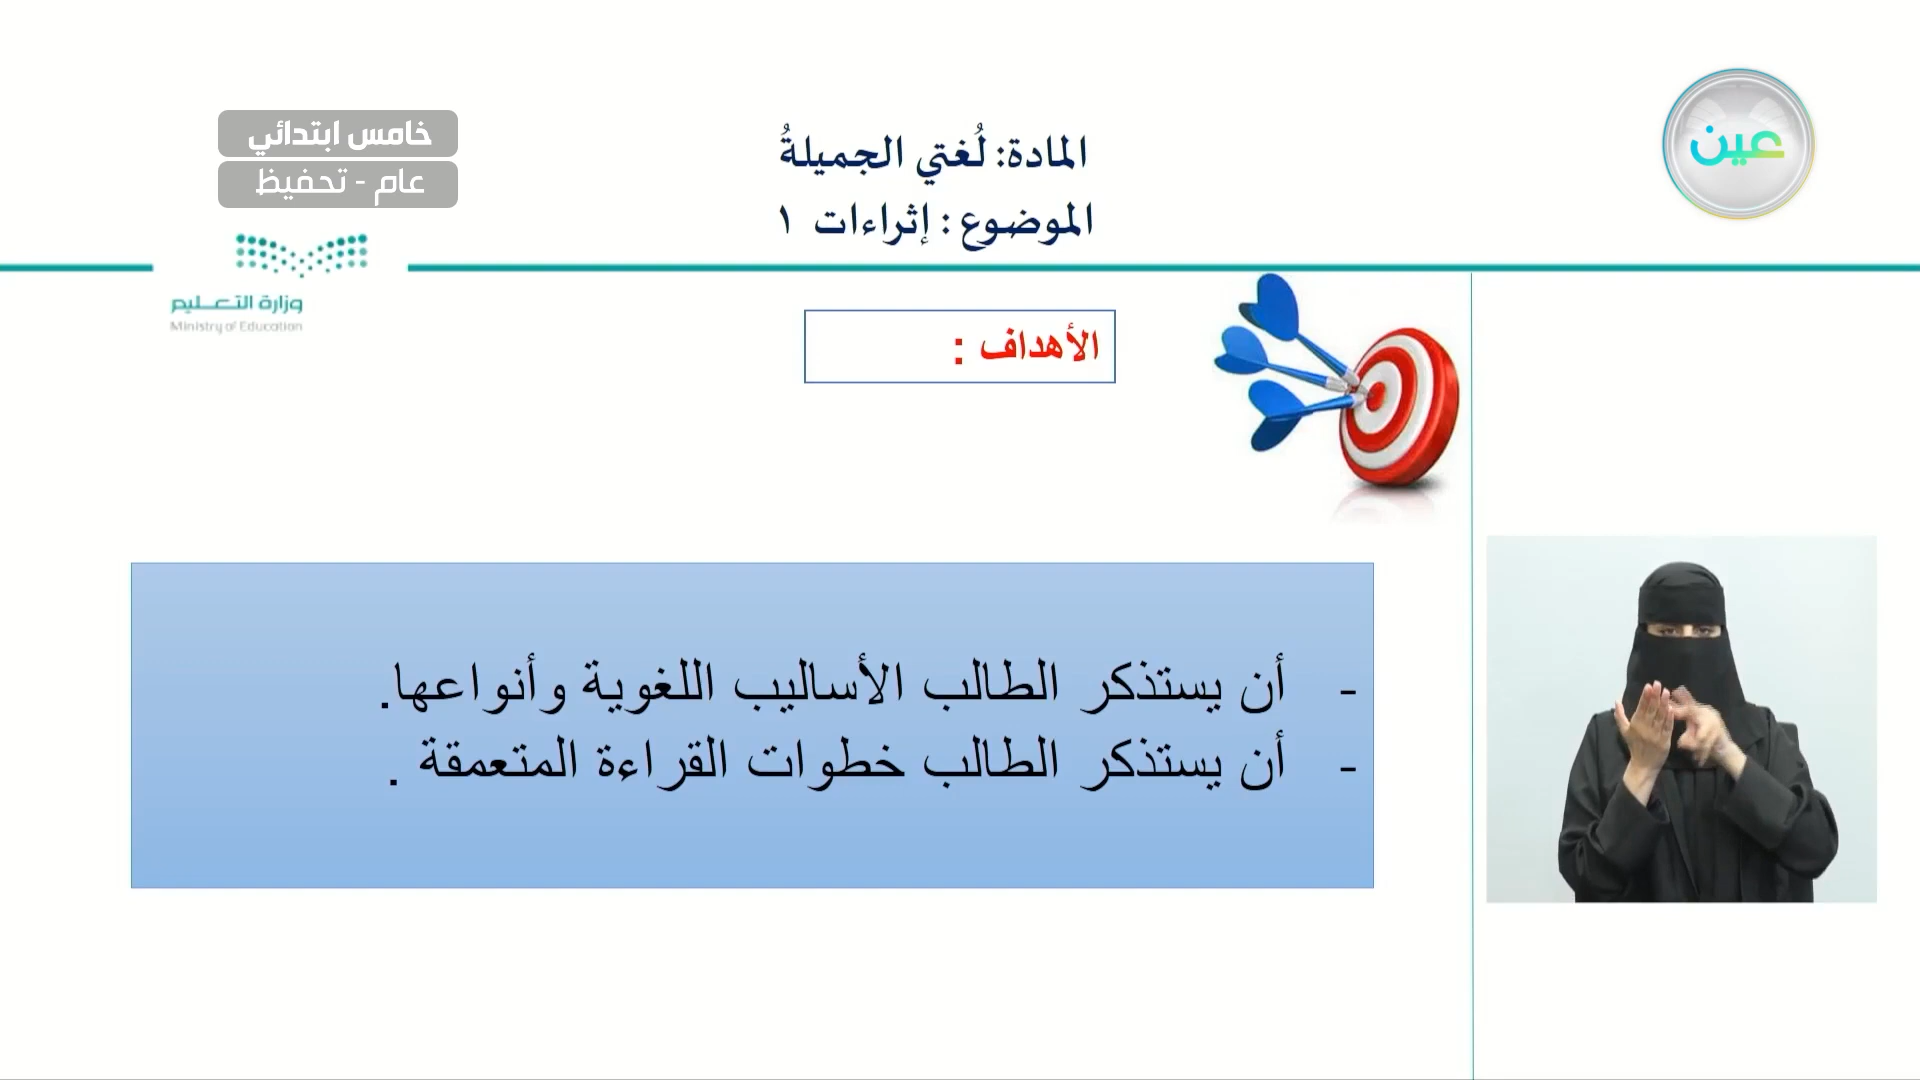 خامس ابتدائي
عام - تحفيظ
المادة: لُغتي الجميلةُ
الموضوع : إثراءات ١
عين
وزارة التعـــليم
Ministry of Education
الأهداف :
- أن يستذكر الطالب الأساليب اللغوية وأنواعها.
- أن يستذكر الطالب خطوات القراءة المتعمقة .